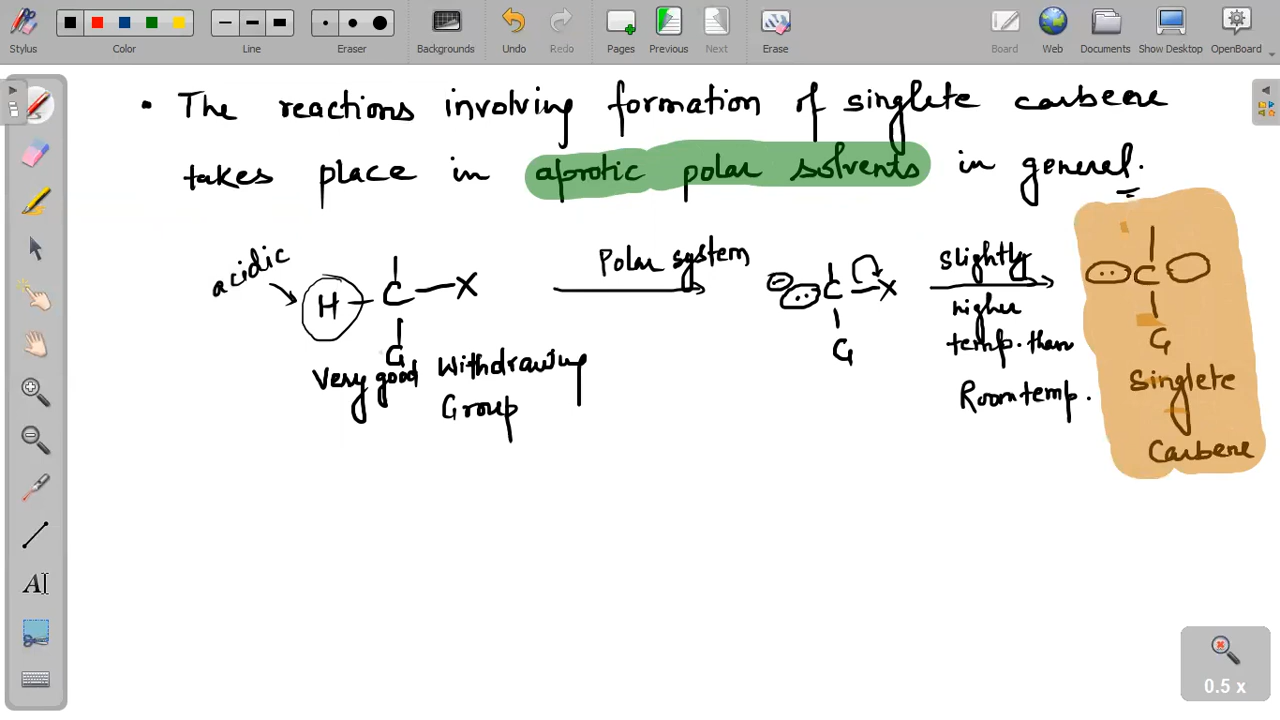 Stylus
Color
Line
Eraser
Backgrounds
Undo
Redo
Pages
Previous
Next
Erase
Board
Web
Documents
Show Desktop
OpenBoard
• The reactions involving formation of singlete carbene
takes place in aprotic polar solvents in general.
acidic
H - C - X
G
Very good Withdrawing
Group
Polar system
⊖ •• C - X
G
slightly
higher
temp. than
Room temp.
•• C
G
Singlete
Carbene
AI
0.5 x